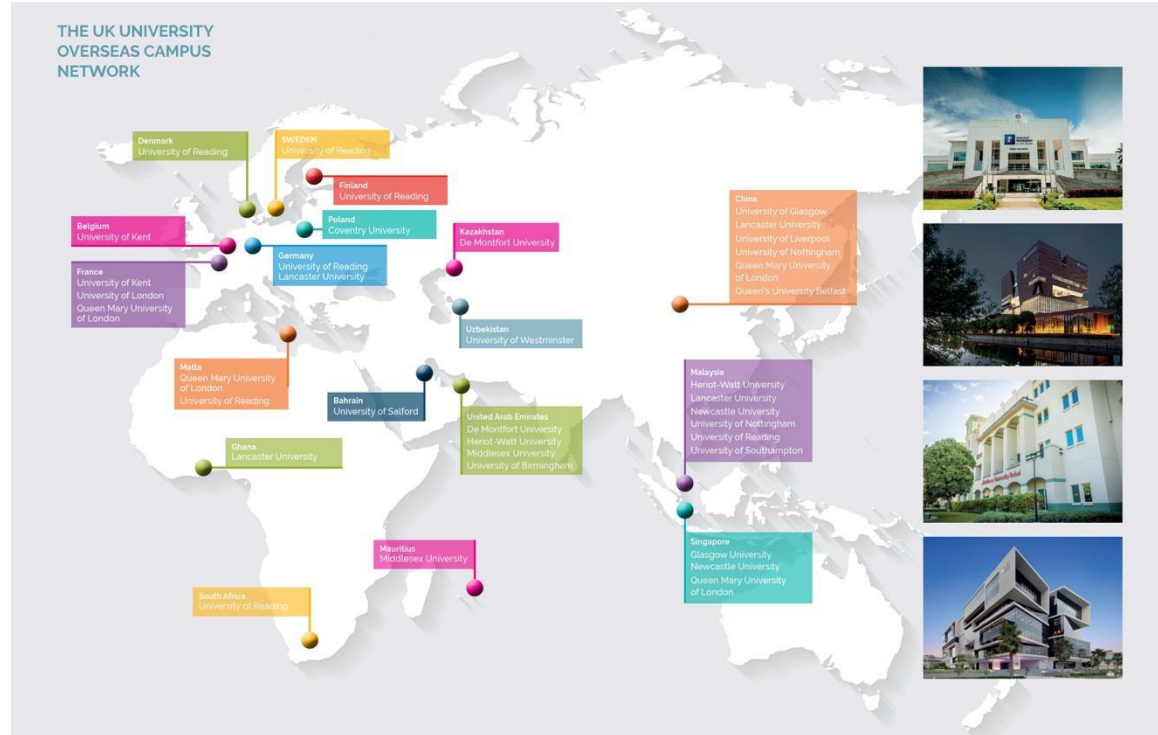 THE UK UNIVERSITY
OVERSEAS CAMPUS
NETWORK
Denmark
University of Reading
SWEDEN
University of Reading
Finland
University of Reading
Belgium
University of Kent
Poland
Coventry University
France
University of Kent
University of London
Queen Mary University
of London
Germany
University of Reading
Lancaster University
Kazakhstan
De Montfort University
Uzbekistan
University of Westminster
China
University of Glasgow
Lancaster University
University of Liverpool
University of Nottingham
Queen Mary University
of London
Queen's University Belfast
Malta
Queen Mary University
of London
University of Reading
Bahrain
University of Salford
United Arab Emirates
De Montfort University
Heriot-Watt University
Middlesex University
University of Birmingham
Malaysia
Heriot-Watt University
Lancaster University
Newcastle University
University of Nottingham
University of Reading
University of Southampton
Ghana
Lancaster University
Mauritius
Middlesex University
Singapore
Glasgow University
Newcastle University
Queen Mary University
of London
South Africa
University of Reading